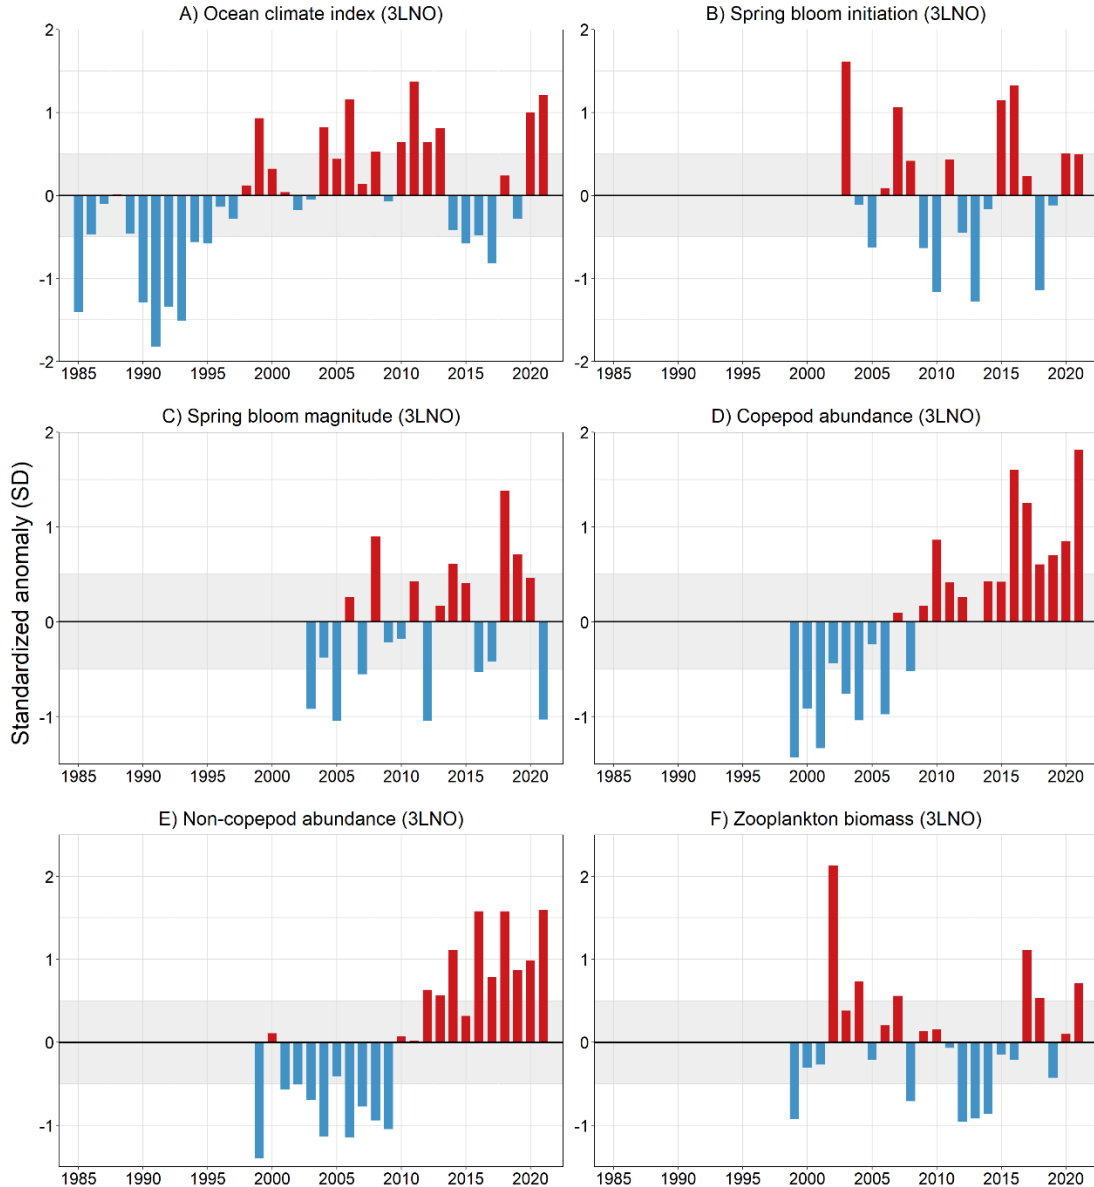 A) Ocean climate index (3LNO)
B) Spring bloom initiation (3LNO)
2
1
0
-1
-2
1985 1990 1995 2000 2005 2010 2015 2020
2
1
0
-1
-2
1985 1990 1995 2000 2005 2010 2015 2020
Standardized anomaly (SD)
C) Spring bloom magnitude (3LNO)
D) Copepod abundance (3LNO)
2
1
0
-1
1985 1990 1995 2000 2005 2010 2015 2020
2
1
0
-1
1985 1990 1995 2000 2005 2010 2015 2020
E) Non-copepod abundance (3LNO)
F) Zooplankton biomass (3LNO)
2
1
0
-1
1985 1990 1995 2000 2005 2010 2015 2020
2
1
0
-1
1985 1990 1995 2000 2005 2010 2015 2020